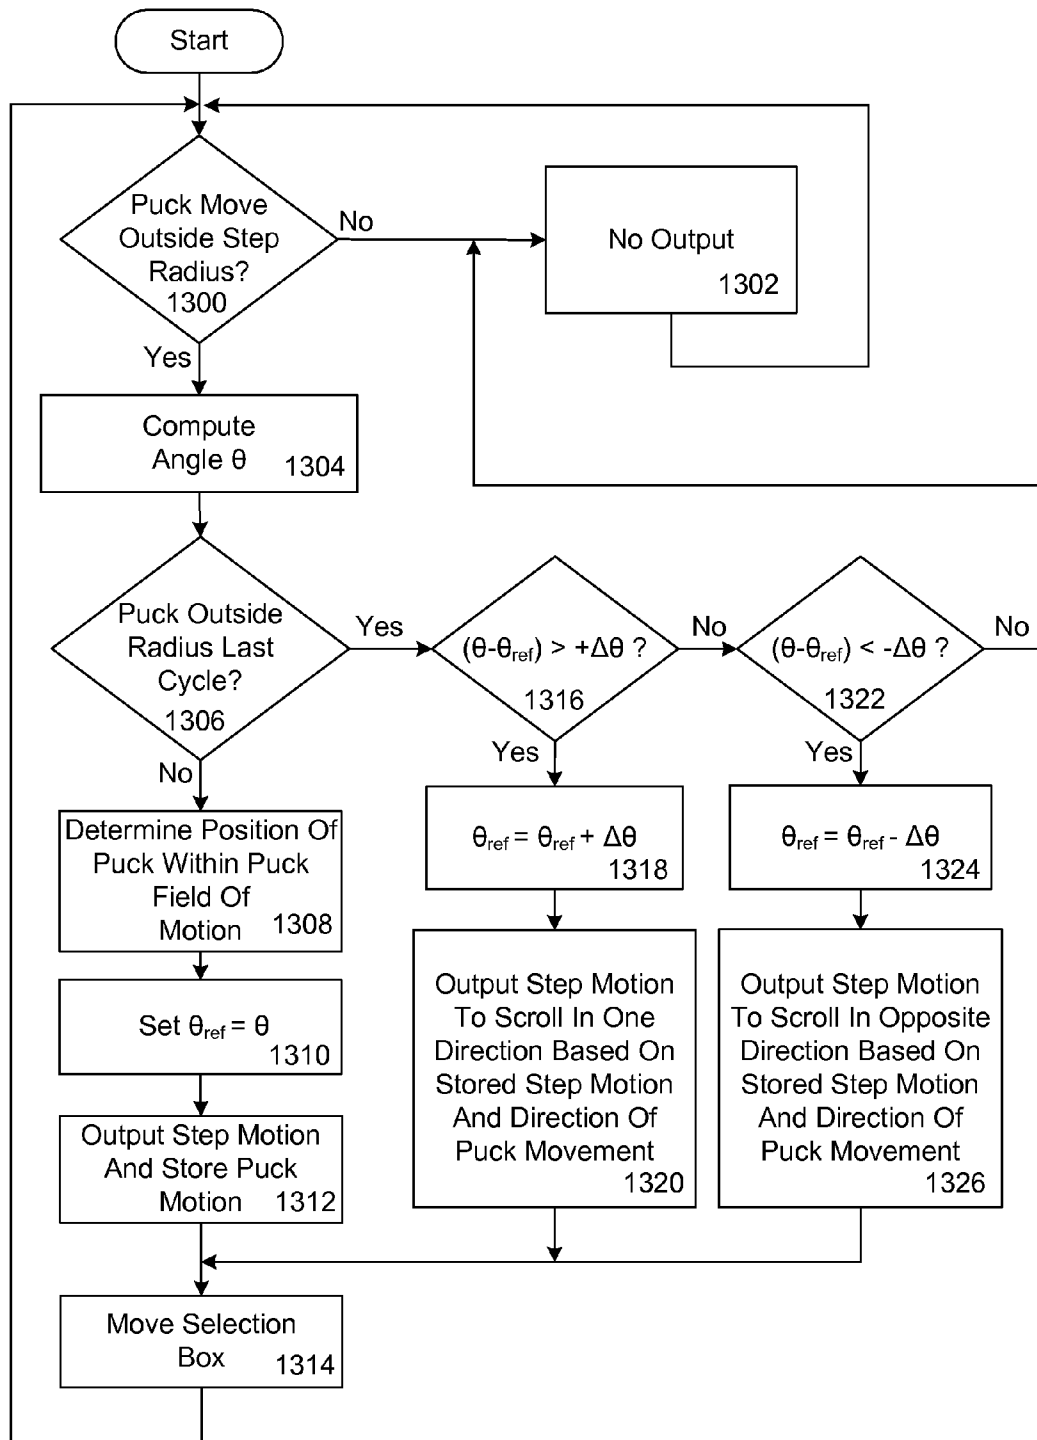 Start
Puck Move
Outside Step
Radius?
1300
No
No Output
1302
Yes
Compute
Angle θ
1304
Puck Outside
Radius Last
Cycle?
1306
Yes
(θ-θref) > +Δθ ?
1316
No
(θ-θref) < -Δθ ?
1322
No
No
Yes
Yes
Determine Position Of
Puck Within Puck
Field Of
Motion
1308
θref = θref + Δθ
1318
θref = θref - Δθ
1324
Set θref = θ
1310
Output Step Motion
To Scroll In One
Direction Based On
Stored Step Motion
And Direction Of
Puck Movement
1320
Output Step Motion
To Scroll In Opposite
Direction Based On
Stored Step Motion
And Direction Of
Puck Movement
1326
Output Step Motion
And Store Puck
Motion
1312
Move Selection
Box
1314